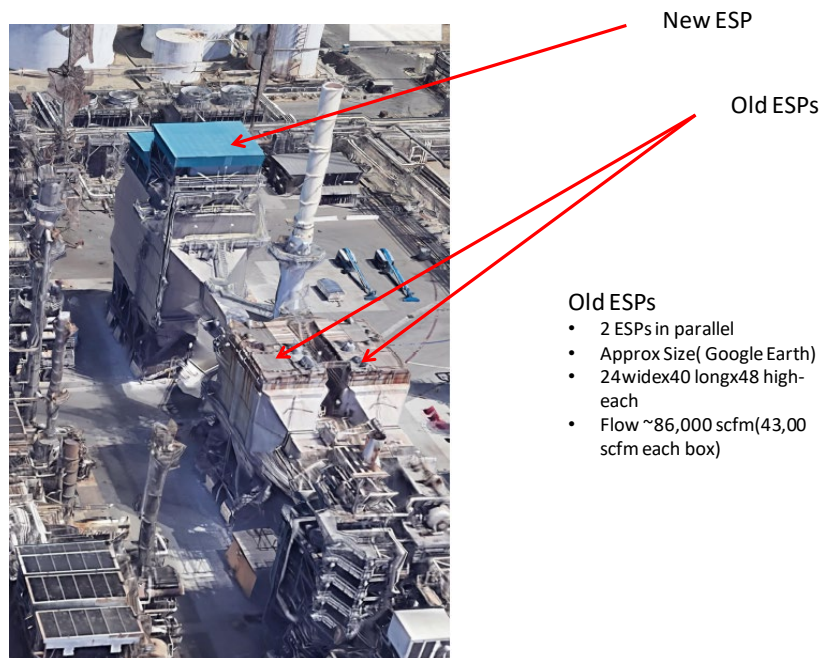 New ESP
Old ESPs
Old ESPs
• 2 ESPs in parallel
• Approx Size( Google Earth)
• 24widex40 longx48 high-
each
• Flow ~86,000 scfm(43,00
scfm each box)